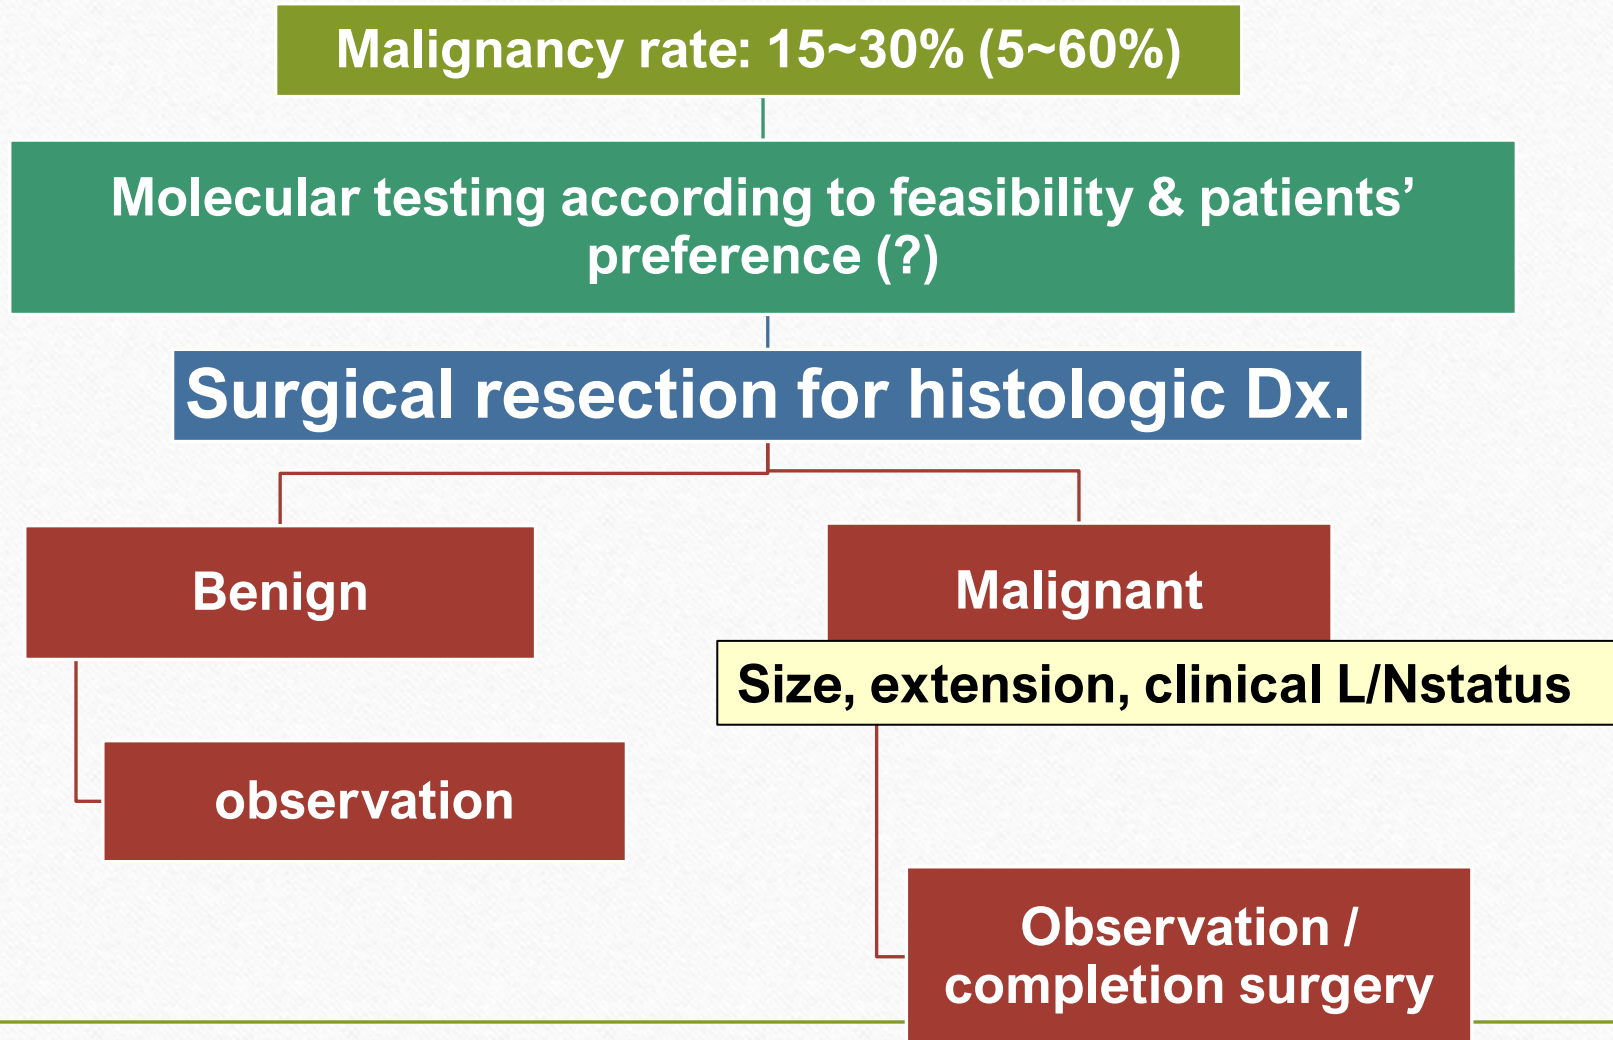 Malignancy rate: 15~30% (5~60%)
Molecular testing according to feasibility & patients’
preference (?)
Surgical resection for histologic Dx.
Benign
Malignant
Size, extension, clinical L/Nstatus
observation
Observation /
completion surgery